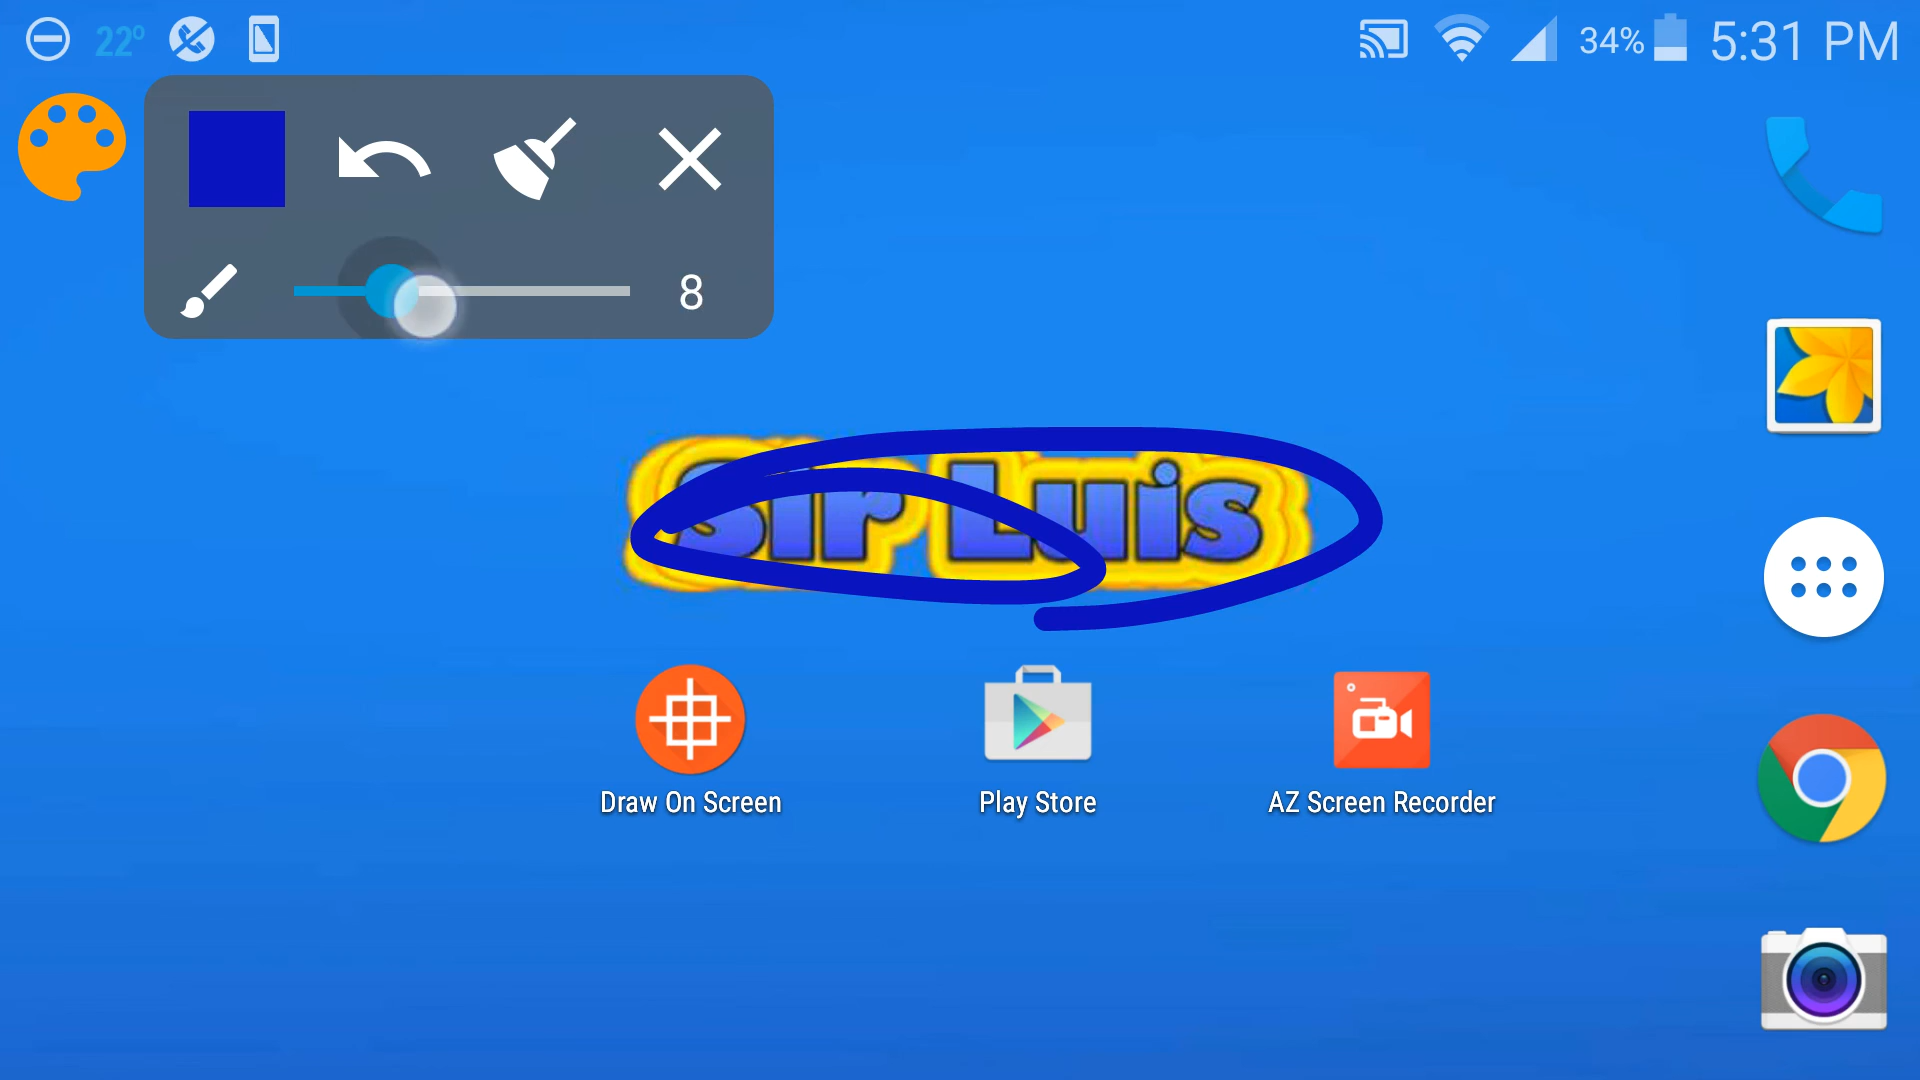 22°
34%
5:31 PM
8
Sir Luis
Draw On Screen
Play Store
AZ Screen Recorder